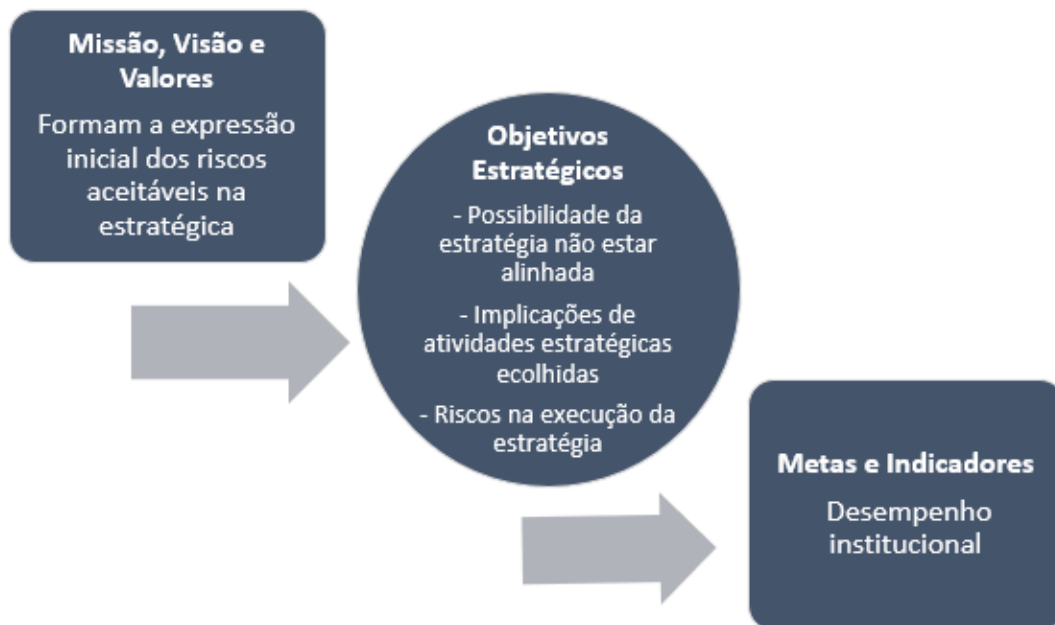 Missão, Visão e
Valores
Formam a expressão
inicial dos riscos
aceitáveis na
estratégica
Objetivos
Estratégicos
- Possibilidade da
estratégia não estar
alinhada
- Implicações de
atividades estratégicas
ecolhidas
- Riscos na execução da
estratégia
Metas e Indicadores
Desempenho
institucional